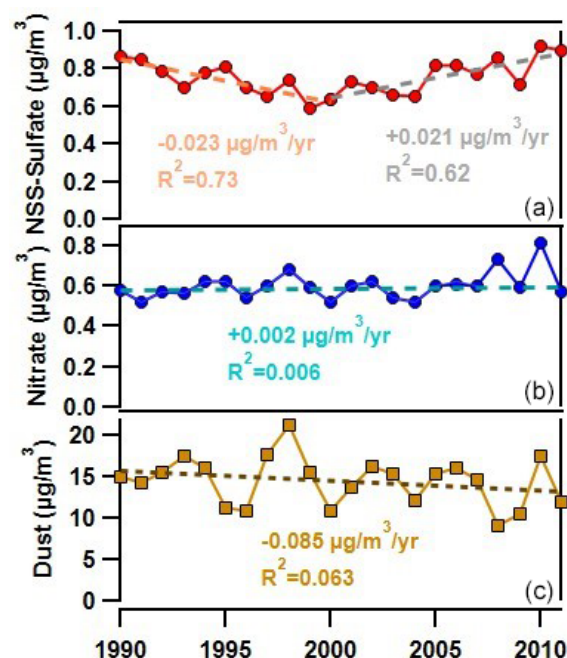 NSS-Sulfate (µg/m³)
1.0
0.8
0.6
0.4
0.2
0.0
-0.023 µg/m³/yr
R²=0.73
+0.021 µg/m³/yr
R²=0.62
(a)
Nitrate (µg/m³)
0.8
0.6
0.4
0.2
0.0
+0.002 µg/m³/yr
R²=0.006
(b)
Dust (µg/m³)
20
15
10
5
0
-0.085 µg/m³/yr
R²=0.063
(c)
1990 1995 2000 2005 2010